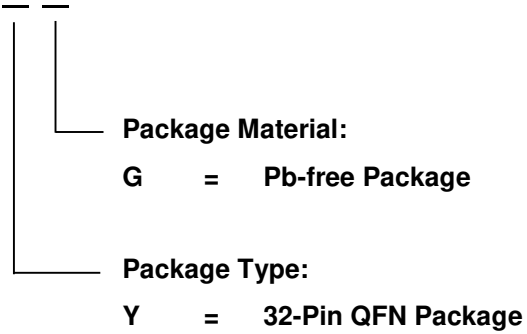 Package Material:
G = Pb-free Package
Package Type:
Y = 32-Pin QFN Package